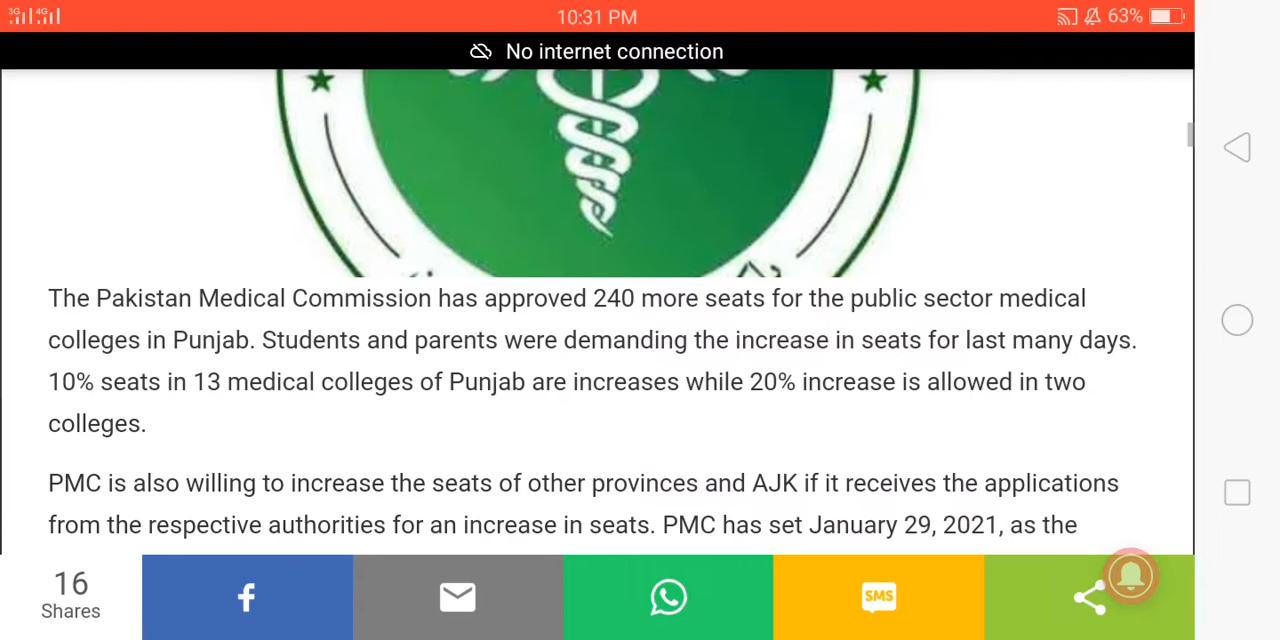 3G 4G 10:31 PM 63%
No internet connection
The Pakistan Medical Commission has approved 240 more seats for the public sector medical
colleges in Punjab. Students and parents were demanding the increase in seats for last many days.
10% seats in 13 medical colleges of Punjab are increases while 20% increase is allowed in two
colleges.
PMC is also willing to increase the seats of other provinces and AJK if it receives the applications
from the respective authorities for an increase in seats. PMC has set January 29, 2021, as the
16
Shares
SMS